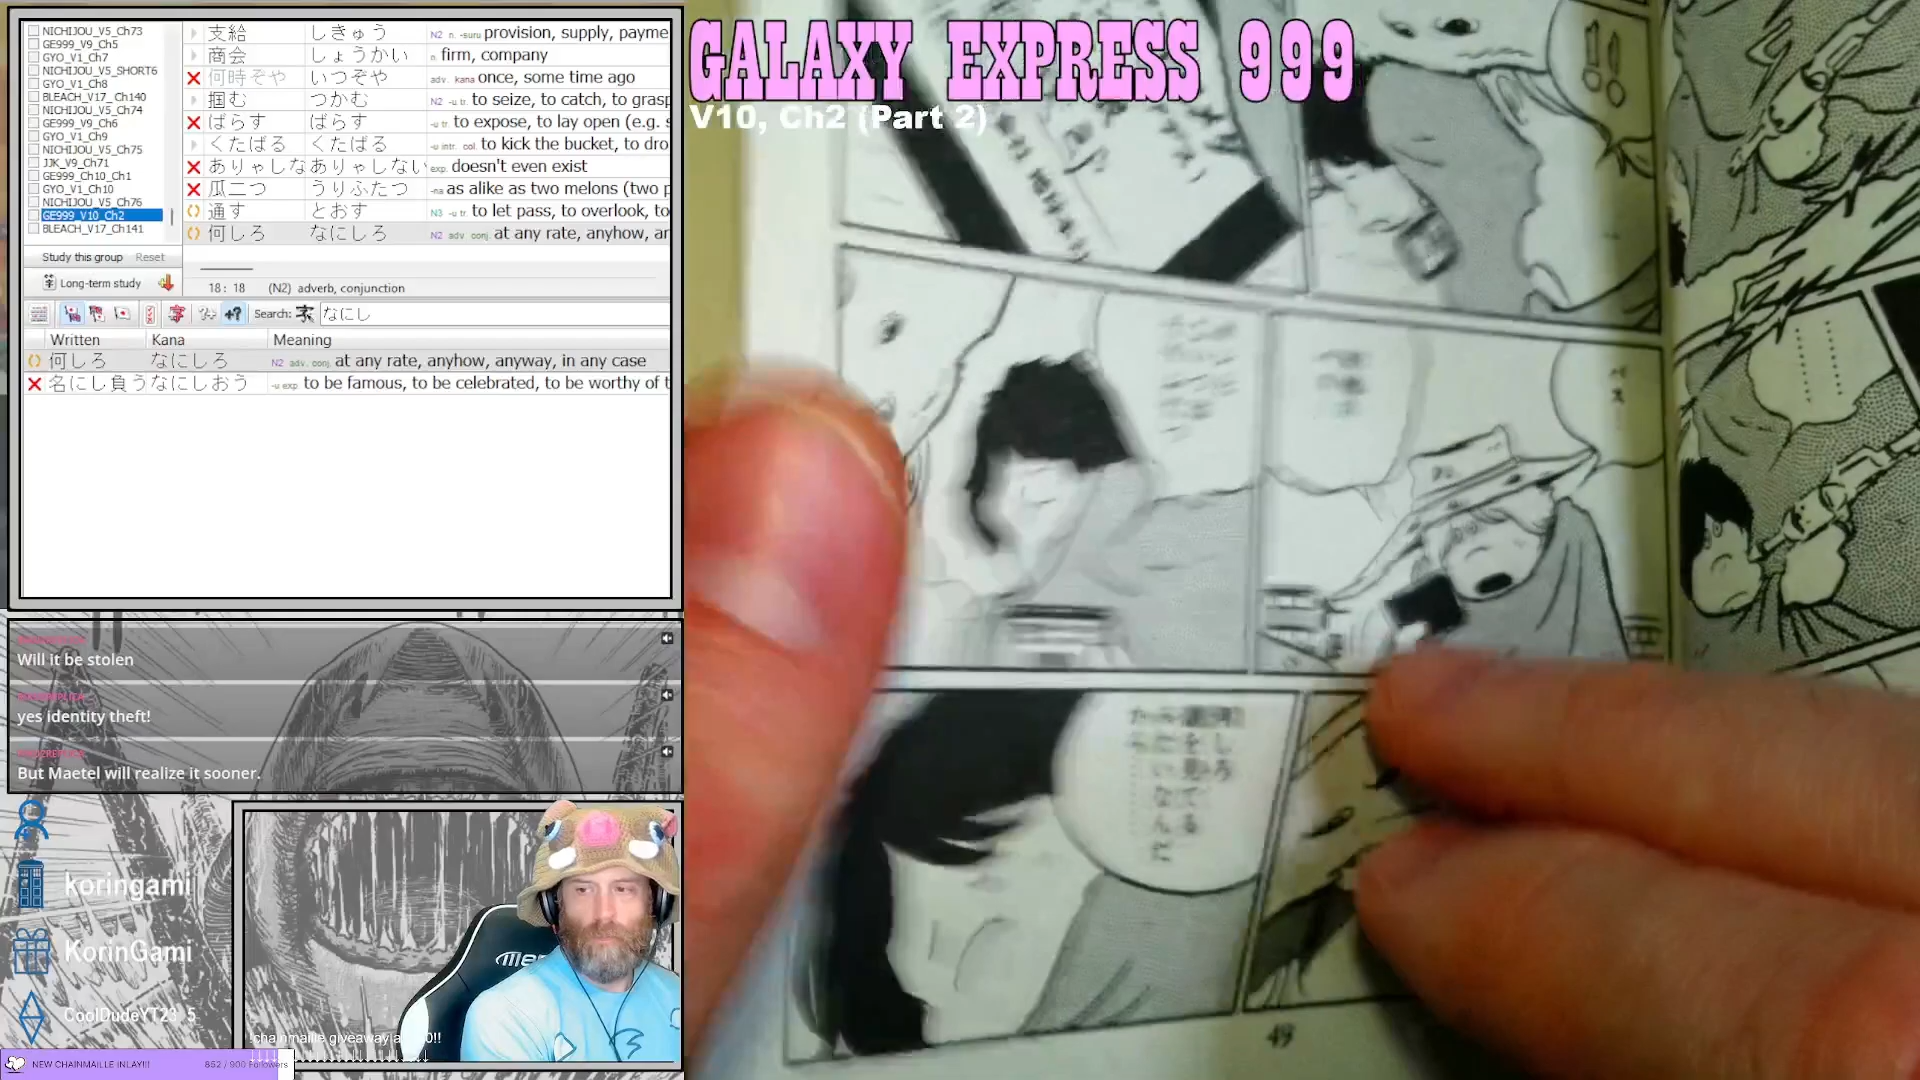 NICHIJOU_V5_Ch73
GE999_V9_Ch5
GYO_V1_Ch7
NICHIJOU_V5_SHORT6
GYO_V1_Ch8
BLEACH_V17_ Ch140
NICHIJOU_V5_Ch74
GE999_V9_Ch6
GYO_V1_Ch9
NICHIJOU_V5_Ch75
JJK_V9_Ch71
GE999_Ch10_Ch1
GYO_V1_Ch10
NICHIJOU_V5_Ch76
GE999_V10_Ch2
BLEACH_V17_Ch141
Study this group Reset
Long-term study
支給 しきゅう N2 n. -suru provision, supply, payme
商会 しょうかい n. firm, company
何時ぞや いつぞや adv. kana once, some time ago
掴む つかむ N2 -u tr. to seize, to catch, to grasp
ばらす ばらす -u tr. to expose, to lay open (e.g. s
くたばる くたばる -u intr. col. to kick the bucket, to dro
ありゃしな ありゃしない exp. doesn't even exist
瓜二つ うりふたつ -na as alike as two melons (two p
通す とおす N3 -u tr. to let pass, to overlook, to
何しろ なにしろ N2 adv. conj. at any rate, anyhow, ar
18: 18 (N2) adverb, conjunction
Search: なにし
Written Kana Meaning
何しろ なにしろ N2 adv. conj. at any rate, anyhow, anyway, in any case
名にし負う なにしおう -u exp. to be famous, to be celebrated, to be worthy of t
Will it be stolen
yes identity theft!
But Maetel will realize it sooner.
koringami
KorinGami
CoolDudeYT23 5
NEW CHAINMAILLE INLAY!!! 852 / 900 Followers
GALAXY EXPRESS 999
V10, Ch2 (Part 2)
パス
何しろ
49